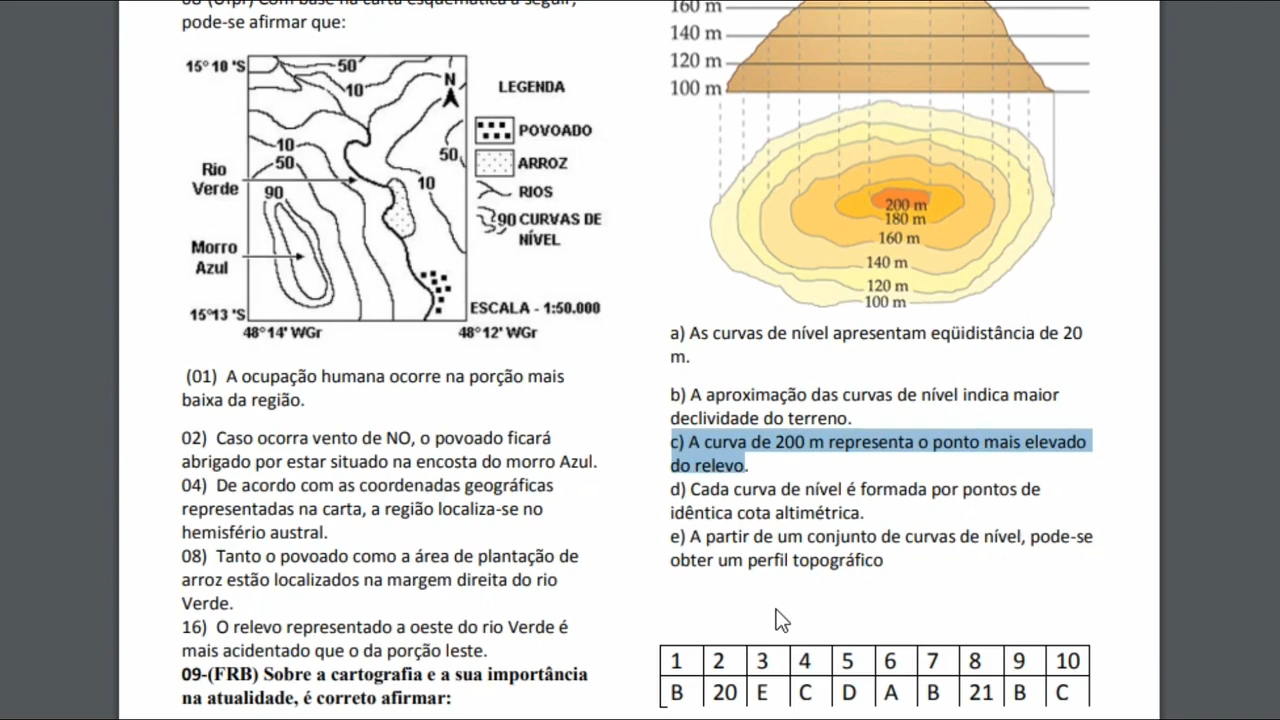 08-(Ufpr) Com base na carta esquemática a seguir,
pode-se afirmar que:
15° 10 'S
50
10
N
LEGENDA
POVOADO
10
50
50
ARROZ
Rio
Verde
10
RIOS
90
90 CURVAS DE
NÍVEL
Morro
Azul
15°13 'S
ESCALA - 1:50.000
48°14' WGr
48°12' WGr
(01) A ocupação humana ocorre na porção mais
baixa da região.
02) Caso ocorra vento de NO, o povoado ficará
abrigado por estar situado na encosta do morro Azul.
04) De acordo com as coordenadas geográficas
representadas na carta, a região localiza-se no
hemisfério austral.
08) Tanto o povoado como a área de plantação de
arroz estão localizados na margem direita do rio
Verde.
16) O relevo representado a oeste do rio Verde é
mais acidentado que o da porção leste.
09-(FRB) Sobre a cartografia e a sua importância
na atualidade, é correto afirmar:
160 m
140 m
120 m
100 m
200 m
180 m
160 m
140 m
120 m
100 m
a) As curvas de nível apresentam eqüidistância de 20
m.
b) A aproximação das curvas de nível indica maior
declividade do terreno.
c) A curva de 200 m representa o ponto mais elevado
do relevo.
d) Cada curva de nível é formada por pontos de
idêntica cota altimétrica.
e) A partir de um conjunto de curvas de nível, pode-se
obter um perfil topográfico
1 2 3 4 5 6 7 8 9 10
B 20 E C D A B 21 B C